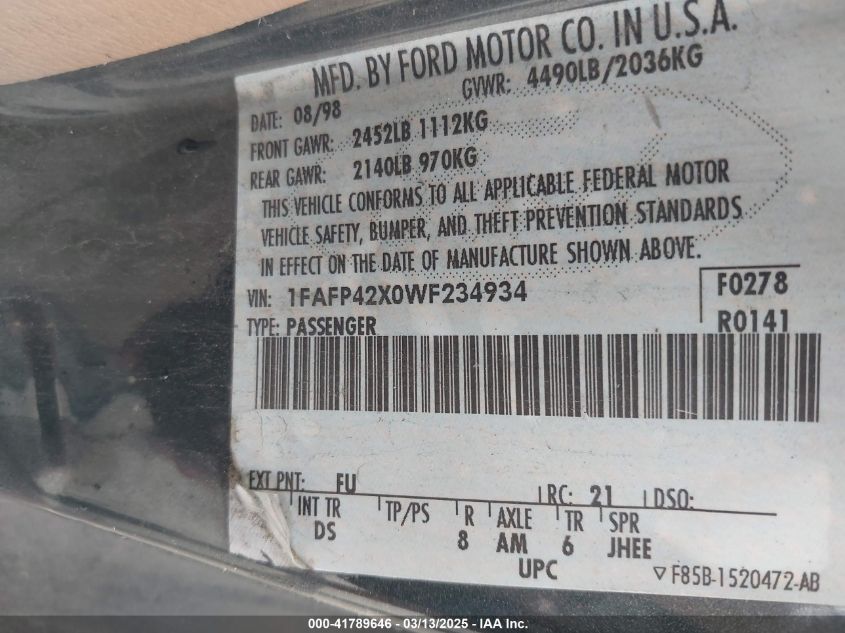 MFD. BY FORD MOTOR CO. IN U.S.A.
DATE: 08/98 GVWR: 4490LB/2036KG
FRONT GAWR: 2452LB 1112KG
REAR GAWR: 2140LB 970KG
THIS VEHICLE CONFORMS TO ALL APPLICABLE FEDERAL MOTOR
VEHICLE SAFETY, BUMPER, AND THEFT PREVENTION STANDARDS
IN EFFECT ON THE DATE OF MANUFACTURE SHOWN ABOVE.
VIN: 1FAFP42X0WF234934 F0278
TYPE: PASSENGER R0141
EXT PNT: FU RC: 21 DSO:
INT TR TP/PS R AXLE TR SPR
DS 8 AM 6 JHEE
UPC ▽ F85B-1520472-AB
000-41789646 - 03/13/2025 - IAA Inc.